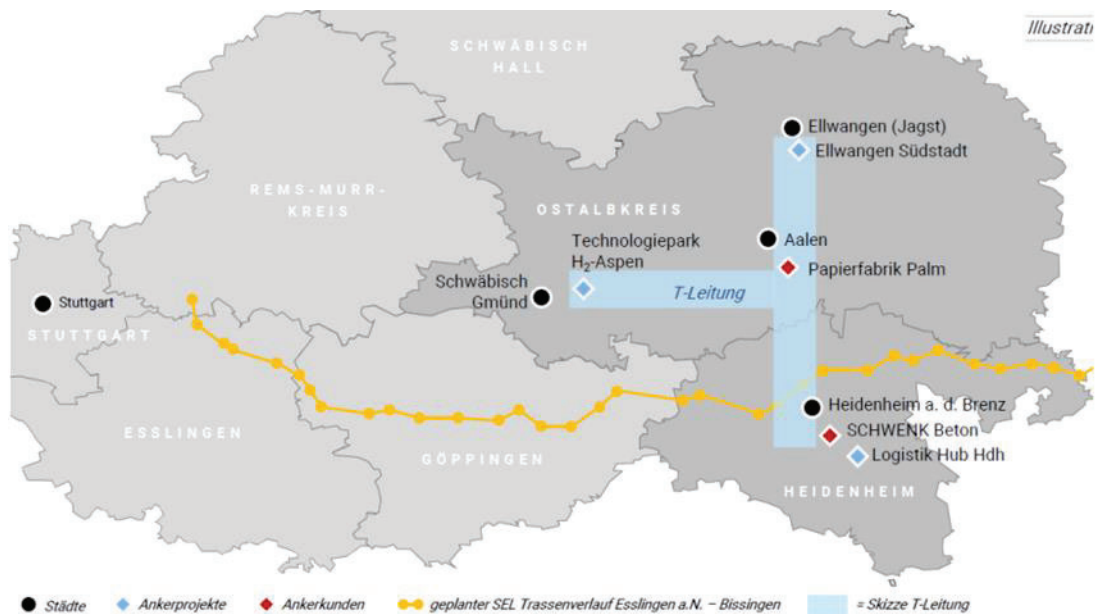 Illustrati
SCHWÄBISCH
HALL
Ellwangen (Jagst)
Ellwangen Südstadt
REMS-MURR-
KREIS
OSTALBKREIS
Technologiepark
H₂-Aspen
Aalen
Papierfabrik Palm
Schwäbisch
Gmünd
T-Leitung
Stuttgart
STUTTGART
Heidenheim a. d. Brenz
SCHWENK Beton
Logistik Hub Hdh
ESSLINGEN
GÖPPINGEN
HEIDENHEIM
Städte Ankerprojekte Ankerkunden geplanter SEL Trassenverlauf Esslingen a.N. – Bissingen = Skizze T-Leitung